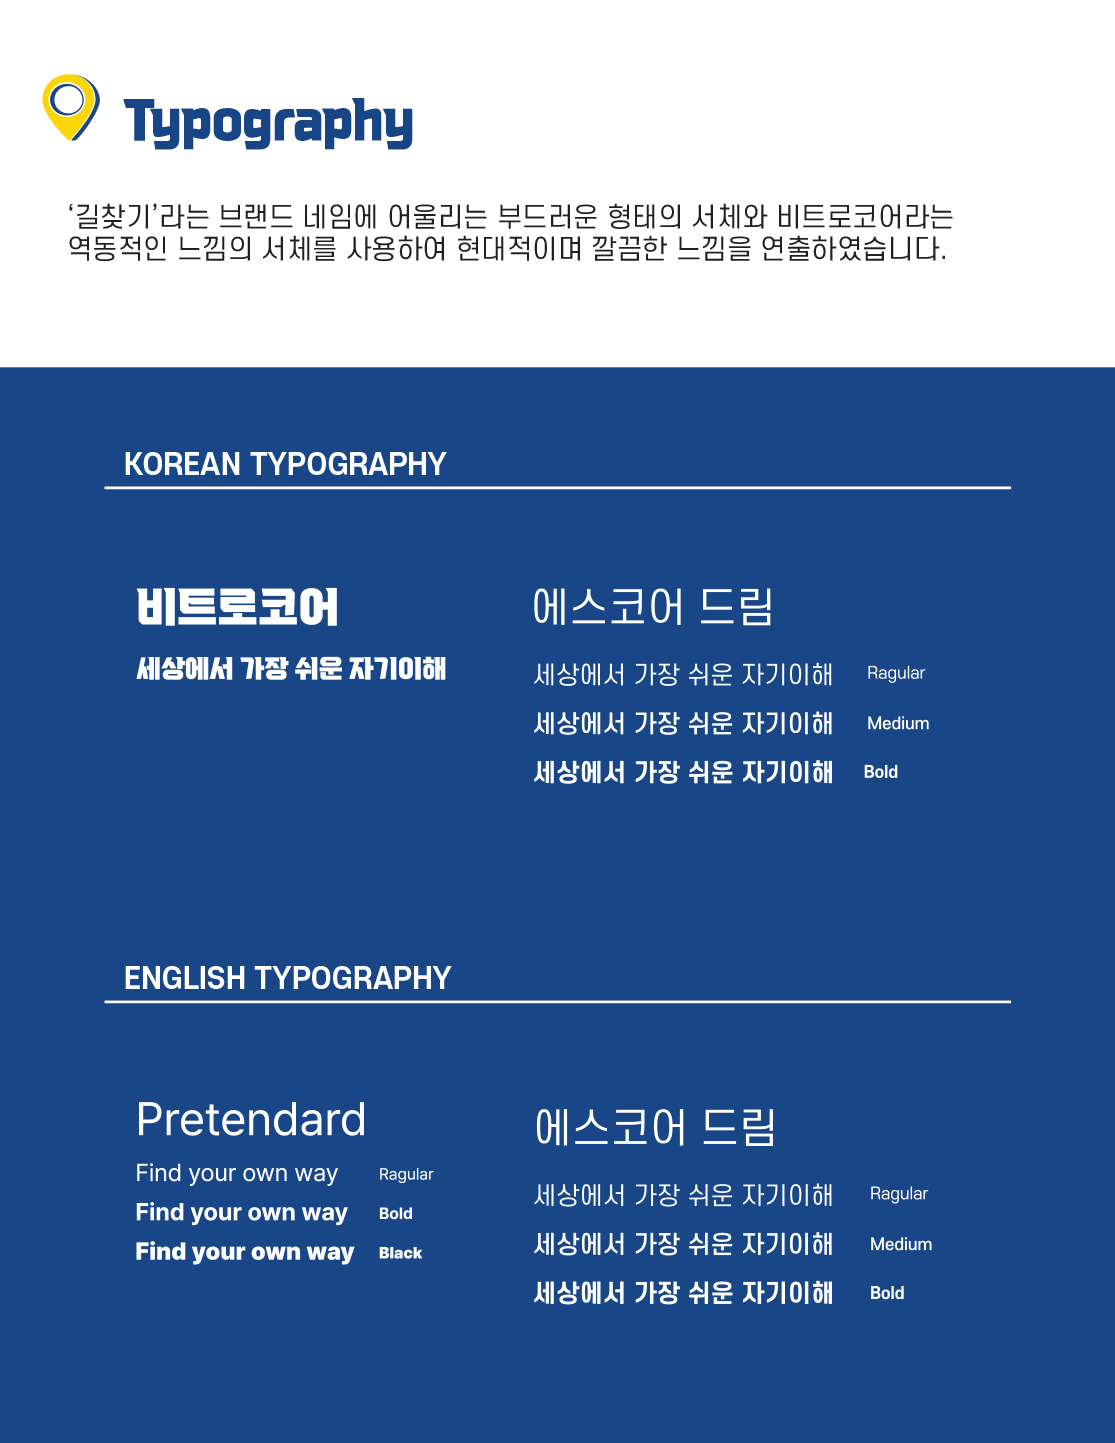 Typography
‘길찾기’라는 브랜드 네임에 어울리는 부드러운 형태의 서체와 비트로코어라는
역동적인 느낌의 서체를 사용하여 현대적이며 깔끔한 느낌을 연출하였습니다.
KOREAN TYPOGRAPHY
비트로코어
세상에서 가장 쉬운 자기이해
에스코어 드림
세상에서 가장 쉬운 자기이해 Ragular
세상에서 가장 쉬운 자기이해 Medium
세상에서 가장 쉬운 자기이해 Bold
ENGLISH TYPOGRAPHY
Pretendard
Find your own way Ragular
Find your own way Bold
Find your own way Black
에스코어 드림
세상에서 가장 쉬운 자기이해 Ragular
세상에서 가장 쉬운 자기이해 Medium
세상에서 가장 쉬운 자기이해 Bold